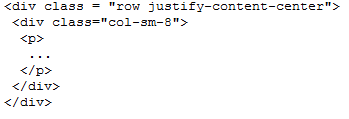 <div class = "row justify-content-center">
 <div class="col-sm-8">
  <p>
   ...
  </p>
 </div>
</div>